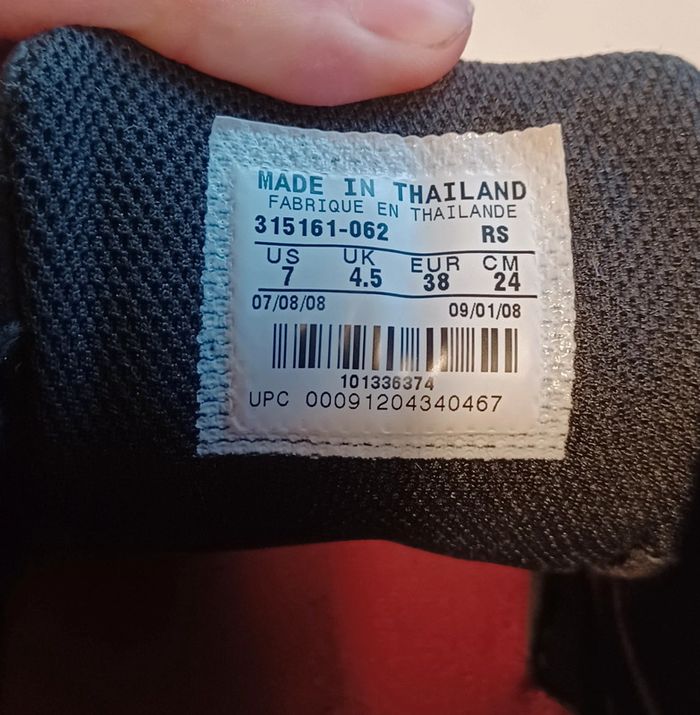 MADE IN THAILAND
FABRIQUE EN THAILANDE
315161-062 RS
US UK EUR CM
7 4.5 38 24
07/08/08 09/01/08
101336374
UPC 00091204340467